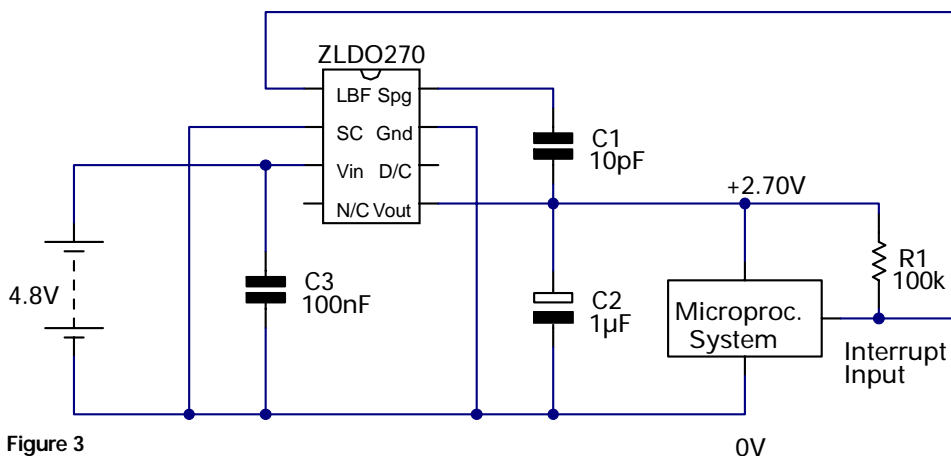 ZLDO270
LBF Spg
SC Gnd
Vin D/C
N/C Vout
C1
10pF
+2.70V
R1
100k
4.8V
C3
100nF
C2
1µF
Microproc.
System
Interrupt
Input
Figure 3
0V